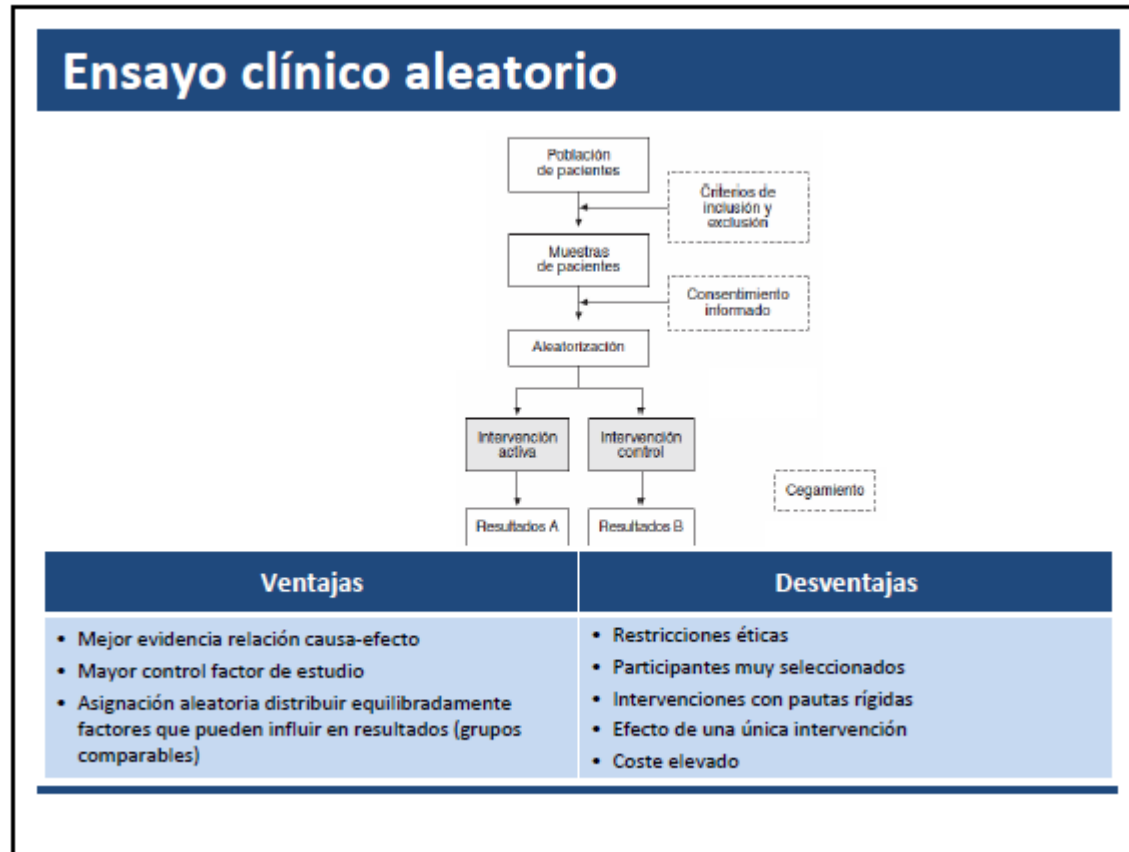 Ensayo clínico aleatorio
Población
de pacientes
Criterios de
inclusión y
exclusión
Muestras
de pacientes
Consentimiento
informado
Aleatorización
Intervención
activa
Intervención
control
Cegamiento
Resultados A
Resultados B
Ventajas
Desventajas
• Mejor evidencia relación causa-efecto
• Mayor control factor de estudio
• Asignación aleatoria distribuir equilibradamente
factores que pueden influir en resultados (grupos
comparables)
• Restricciones éticas
• Participantes muy seleccionados
• Intervenciones con pautas rígidas
• Efecto de una única intervención
• Coste elevado